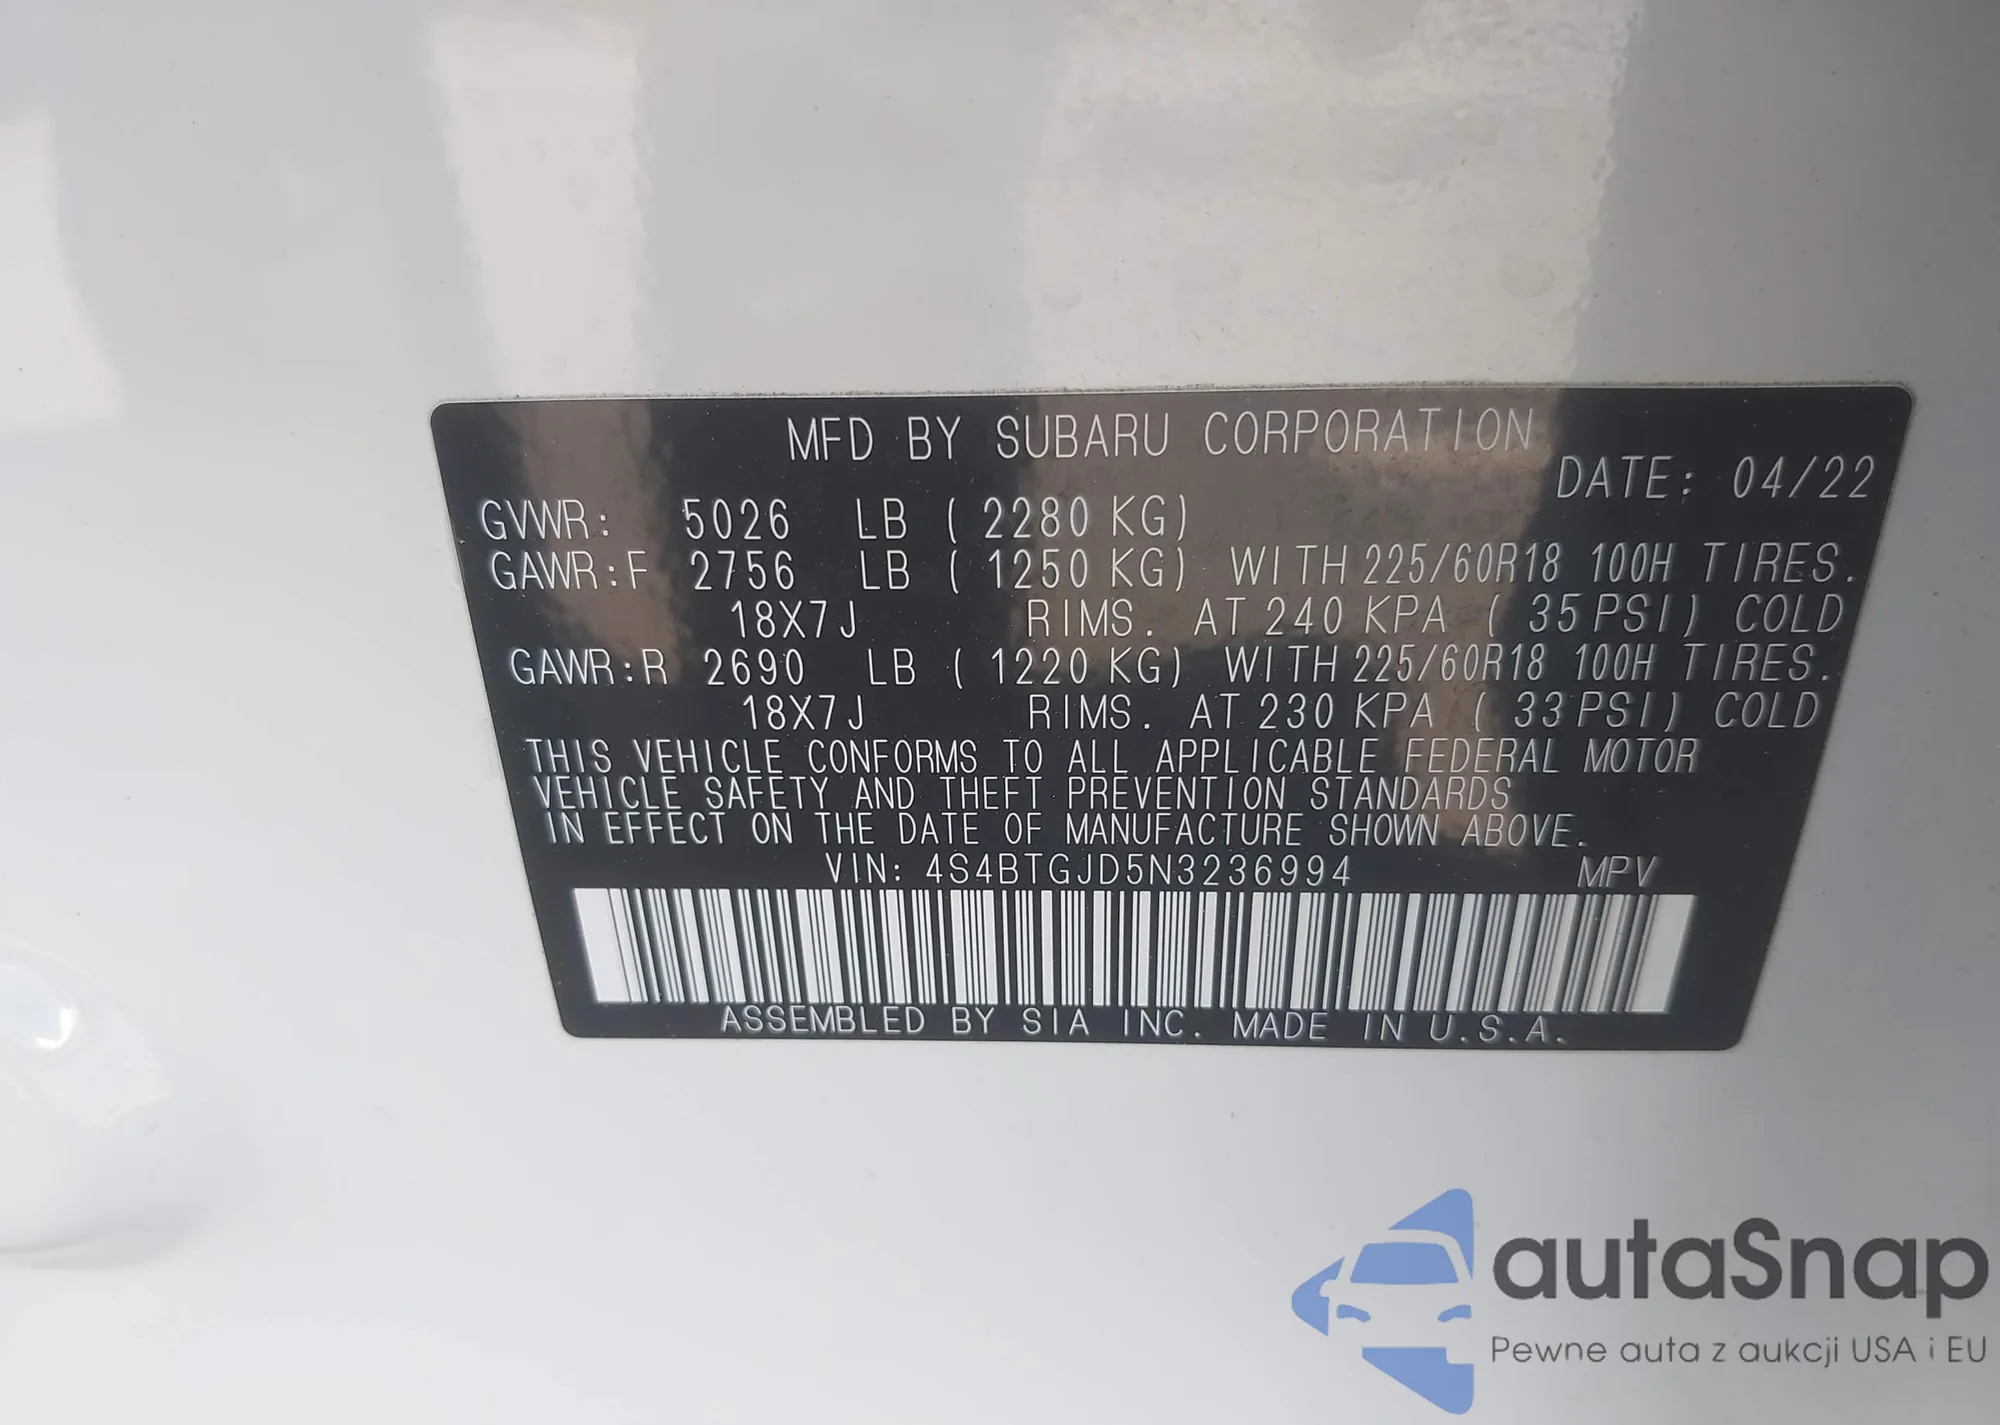 MFD BY SUBARU CORPORATION
DATE: 04/22
GVWR: 5026 LB ( 2280 KG)
GAWR:F 2756 LB ( 1250 KG) WITH 225/60R18 100H TIRES.
18X7J RIMS. AT 240 KPA ( 35 PSI) COLD
GAWR:R 2690 LB ( 1220 KG) WITH 225/60R18 100H TIRES.
18X7J RIMS. AT 230 KPA ( 33 PSI) COLD
THIS VEHICLE CONFORMS TO ALL APPLICABLE FEDERAL MOTOR
VEHICLE SAFETY AND THEFT PREVENTION STANDARDS
IN EFFECT ON THE DATE OF MANUFACTURE SHOWN ABOVE.
VIN: 4S4BTGJD5N3236994 MPV
ASSEMBLED BY SIA INC. MADE IN U.S.A.
autaSnap
Pewne auta z aukcji USA i EU